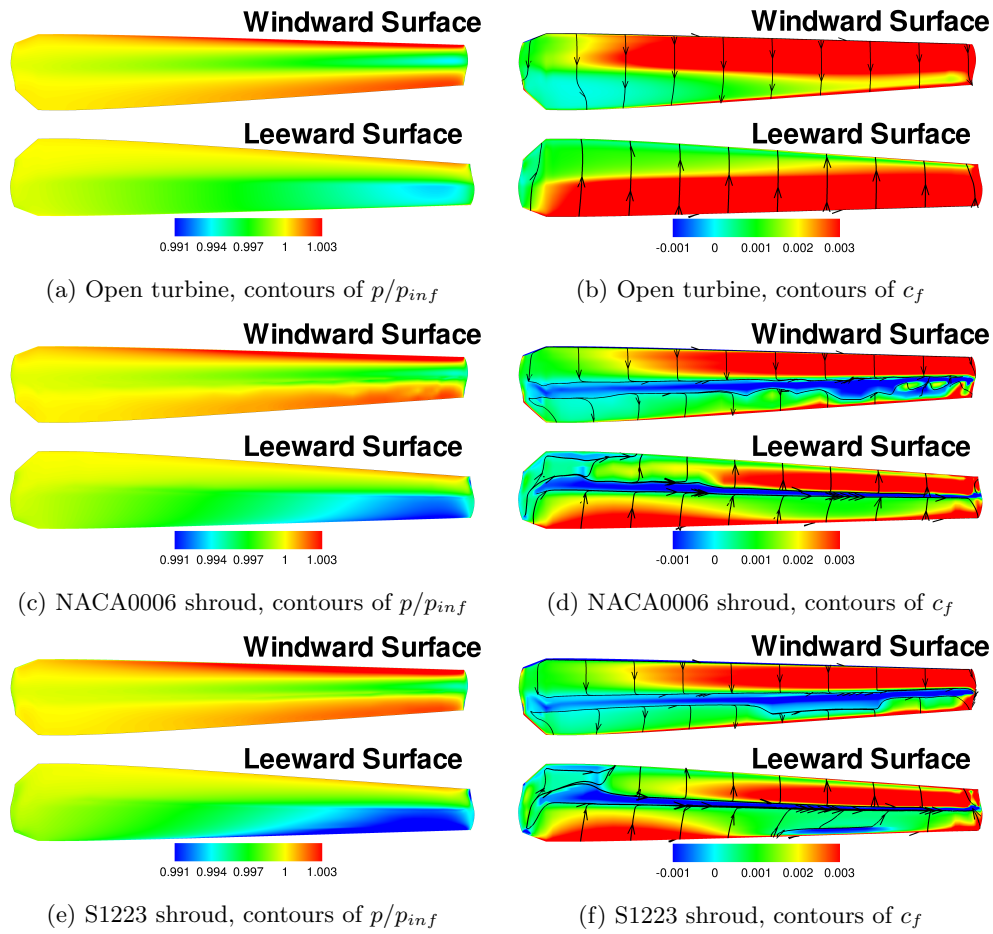 Windward Surface Windward Surface
Leeward Surface Leeward Surface
0.991 0.994 0.997 1 1.003 -0.001 0 0.001 0.002 0.003
(a) Open turbine, contours of p/p_inf (b) Open turbine, contours of c_f
Windward Surface Windward Surface
Leeward Surface Leeward Surface
0.991 0.994 0.997 1 1.003 -0.001 0 0.001 0.002 0.003
(c) NACA0006 shroud, contours of p/p_inf (d) NACA0006 shroud, contours of c_f
Windward Surface Windward Surface
Leeward Surface Leeward Surface
0.991 0.994 0.997 1 1.003 -0.001 0 0.001 0.002 0.003
(e) S1223 shroud, contours of p/p_inf (f) S1223 shroud, contours of c_f